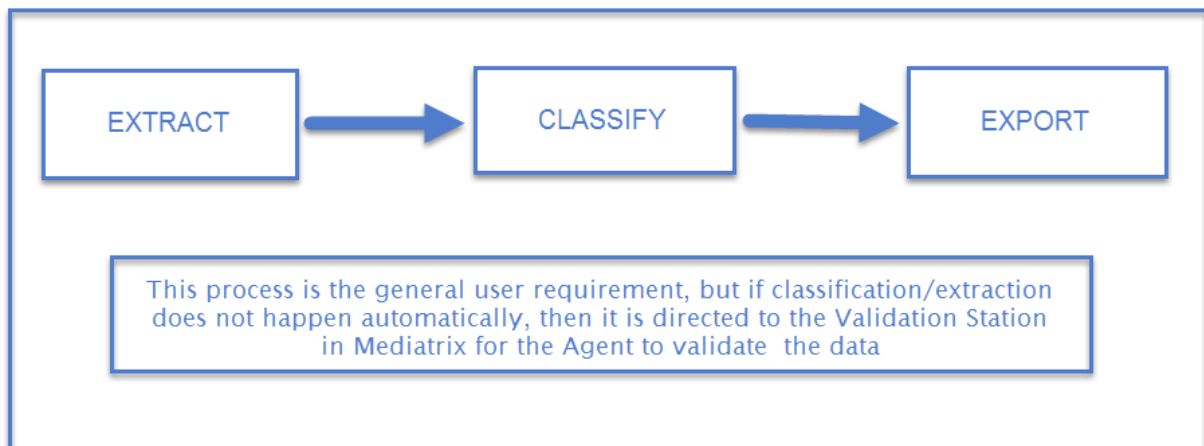 EXTRACT
CLASSIFY
EXPORT
This process is the general user requirement, but if classification/extraction
does not happen automatically, then it is directed to the Validation Station
in Mediatrix for the Agent to validate  the data